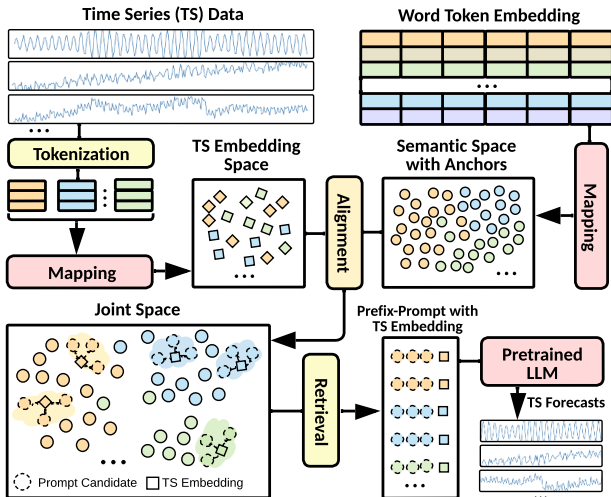 Time Series (TS) Data
Word Token Embedding
...
...
Tokenization
TS Embedding
Space
Semantic Space
with Anchors
Alignment
Mapping
Mapping
...
...
Joint Space
Prefix-Prompt with
TS Embedding
Retrieval
Pretrained
LLM
TS Forecasts
...
Prompt Candidate
TS Embedding
...
...